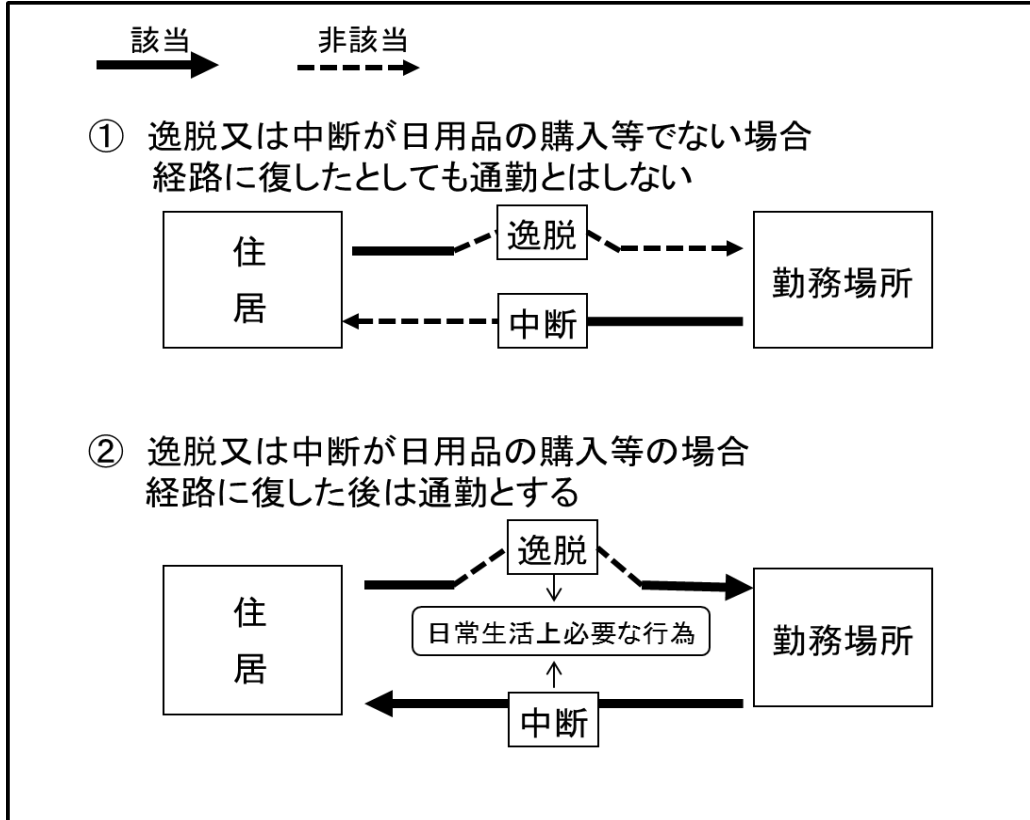 該当
非該当
① 逸脱又は中断が日用品の購入等でない場合
経路に復したとしても通勤とはしない
住
居
逸脱
中断
勤務場所
② 逸脱又は中断が日用品の購入等の場合
経路に復した後は通勤とする
住
居
逸脱
日常生活上必要な行為
中断
勤務場所